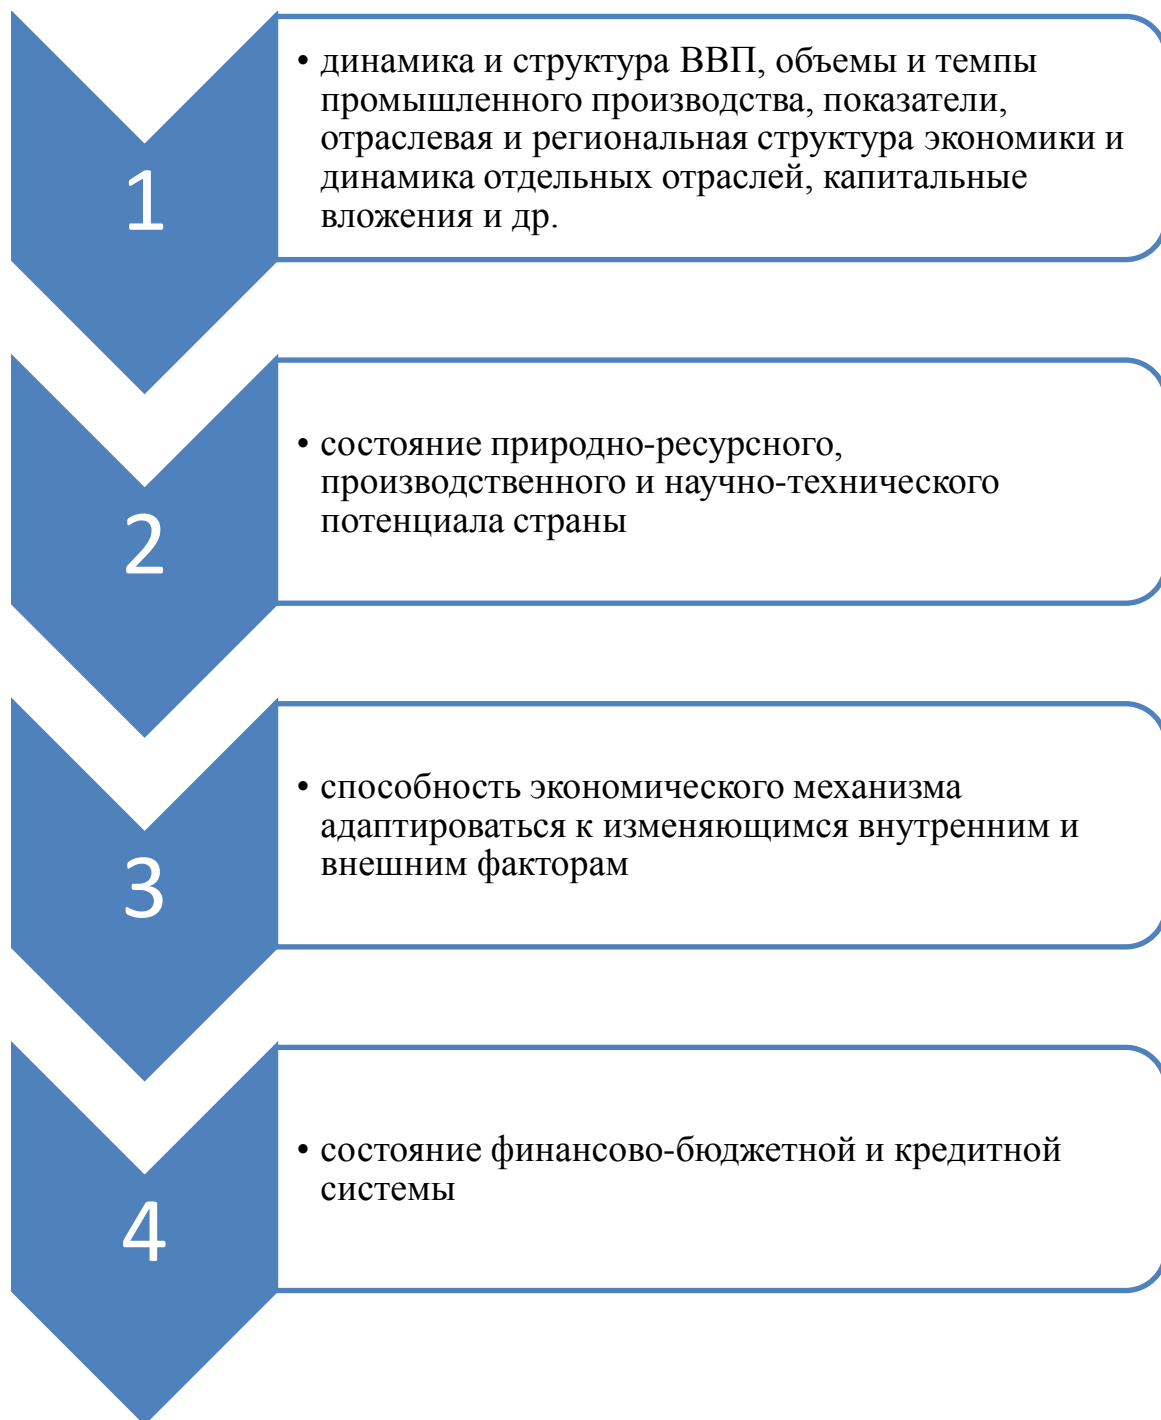 1
• динамика и структура ВВП, объемы и темпы
промышленного производства, показатели,
отраслевая и региональная структура экономики и
динамика отдельных отраслей, капитальные
вложения и др.
2
• состояние природно-ресурсного,
производственного и научно-технического
потенциала страны
3
• способность экономического механизма
адаптироваться к изменяющимся внутренним и
внешним факторам
4
• состояние финансово-бюджетной и кредитной
системы